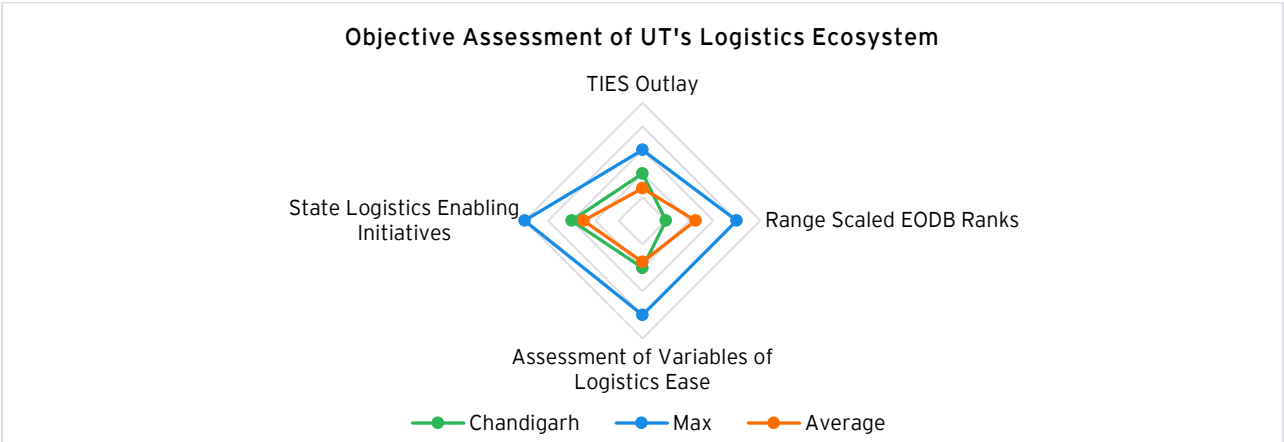 Objective Assessment of UT's Logistics Ecosystem
TIES Outlay
State Logistics Enabling
Initiatives
Range Scaled EODB Ranks
Assessment of Variables of
Logistics Ease
Chandigarh
Max
Average